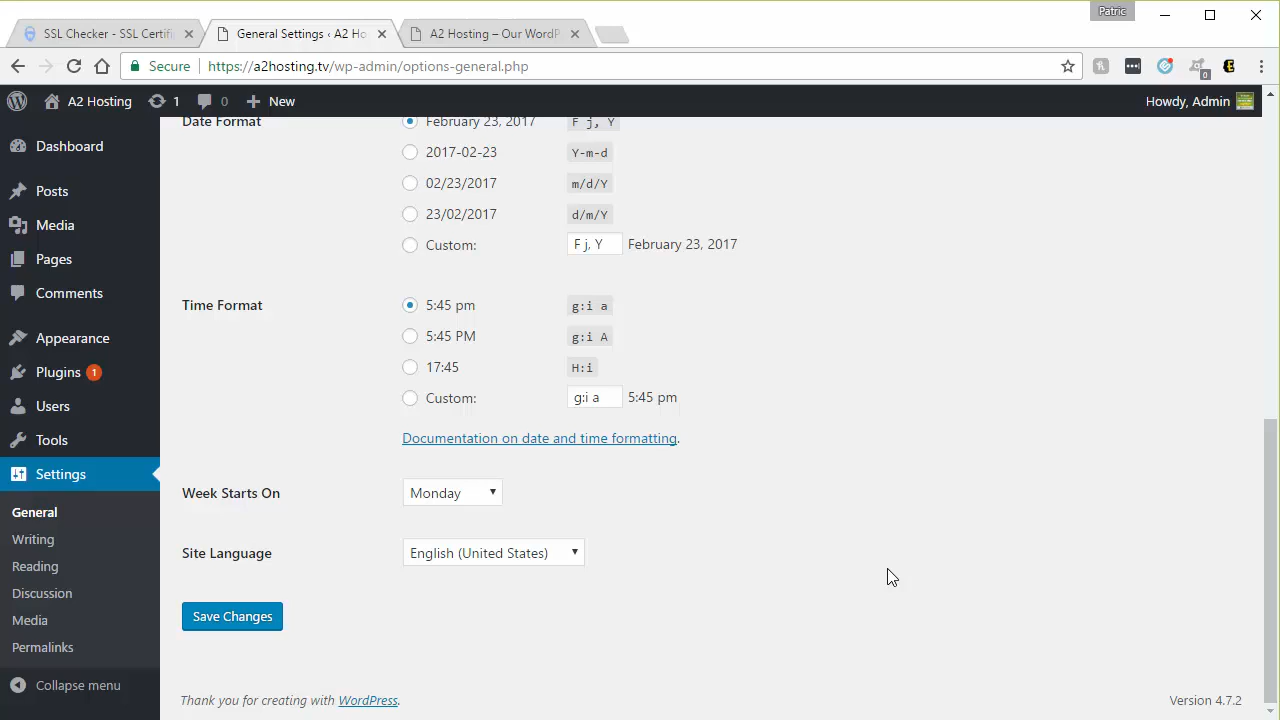 Patric
SSL Checker - SSL Certifi
General Settings ‹ A2 Ho
A2 Hosting – Our WordP
Secure
https://a2hosting.tv/wp-admin/options-general.php
0
A2 Hosting
1
0
New
Howdy, Admin
Dashboard
Posts
Media
Pages
Comments
Appearance
Plugins 1
Users
Tools
Settings
General
Writing
Reading
Discussion
Media
Permalinks
Collapse menu
Date Format
February 23, 2017 F j, Y
2017-02-23 Y-m-d
02/23/2017 m/d/Y
23/02/2017 d/m/Y
Custom: F j, Y February 23, 2017
Time Format
5:45 pm g:i a
5:45 PM g:i A
17:45 H:i
Custom: g:i a 5:45 pm
Documentation on date and time formatting.
Week Starts On Monday
Site Language English (United States)
Save Changes
Thank you for creating with WordPress.
Version 4.7.2